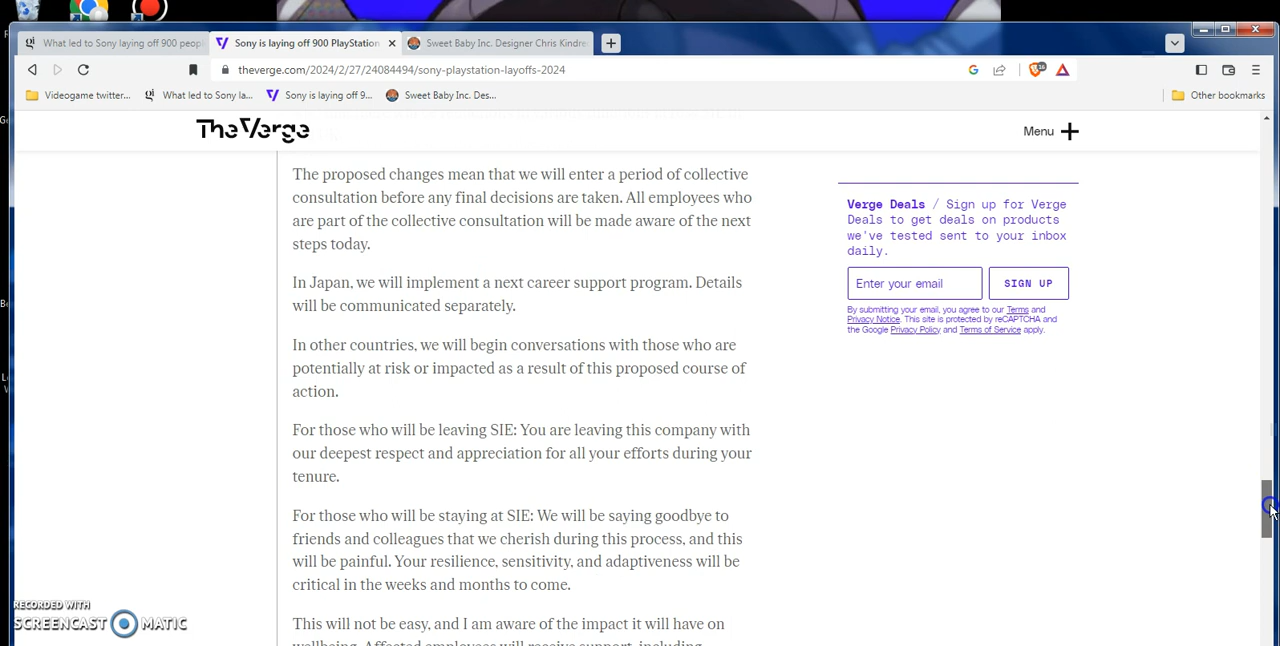 What led to Sony laying off 900 peop
Sony is laying off 900 PlayStation
Sweet Baby Inc. Designer Chris Kindre
theverge.com/2024/2/27/24084494/sony-playstation-layoffs-2024
16
Videogame twitter...
What led to Sony la...
Sony is laying off 9...
Sweet Baby Inc. Des...
Other bookmarks
The Verge
Menu
The proposed changes mean that we will enter a period of collective
consultation before any final decisions are taken. All employees who
are part of the collective consultation will be made aware of the next
steps today.
In Japan, we will implement a next career support program. Details
will be communicated separately.
In other countries, we will begin conversations with those who are
potentially at risk or impacted as a result of this proposed course of
action.
For those who will be leaving SIE: You are leaving this company with
our deepest respect and appreciation for all your efforts during your
tenure.
For those who will be staying at SIE: We will be saying goodbye to
friends and colleagues that we cherish during this process, and this
will be painful. Your resilience, sensitivity, and adaptiveness will be
critical in the weeks and months to come.
This will not be easy, and I am aware of the impact it will have on
wellbeing. Affected employees will receive support, including
Verge Deals / Sign up for Verge
Deals to get deals on products
we've tested sent to your inbox
daily.
Enter your email
SIGN UP
By submitting your email, you agree to our Terms and
Privacy Notice. This site is protected by reCAPTCHA and
the Google Privacy Policy and Terms of Service apply.
RECORDED WITH
SCREENCAST MATIC